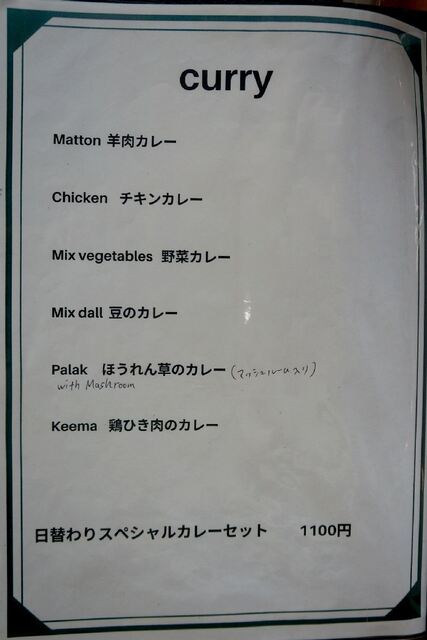 curry
Matton 羊肉カレー
Chicken チキンカレー
Mix vegetables 野菜カレー
Mix dall 豆のカレー
Palak ほうれん草のカレー (マッシュルーム入り)
with Mashroom
Keema 鶏ひき肉のカレー
日替わりスペシャルカレーセット 1100円